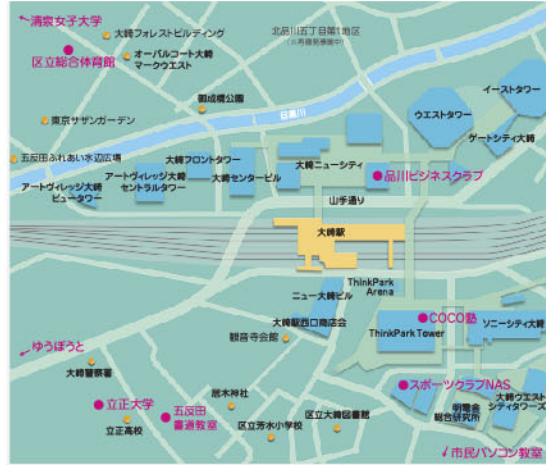 清泉女子大学
大崎フォレストビルディング
区立総合体育館
オーバルコート大崎
マークウエスト
北品川五丁目第1地区
(※再開発事業中)
イーストタワー
御成橋公園
目黒川
ウエストタワー
東京サザンガーデン
ゲートシティ大崎
五反田ふれあい水辺広場
大崎フロントタワー
大崎ニューシティ
アートヴィレッジ大崎
ビュータワー
アートヴィレッジ大崎
セントラルタワー
大崎センタービル
品川ビジネスクラブ
山手通り
大崎駅
ThinkPark
Arena
ニュー大崎ビル
大崎駅西口商店会
COCO塾
ThinkPark Tower
ソニーシティ大崎
観音寺会館
ゆうぽうと
大崎警察署
スポーツクラブNAS
居木神社
大崎ウエスト
シティタワーズ
立正大学
五反田
書道教室
区立大崎図書館
明電舎
総合研究所
立正高校
区立芳水小学校
市民パソコン教室